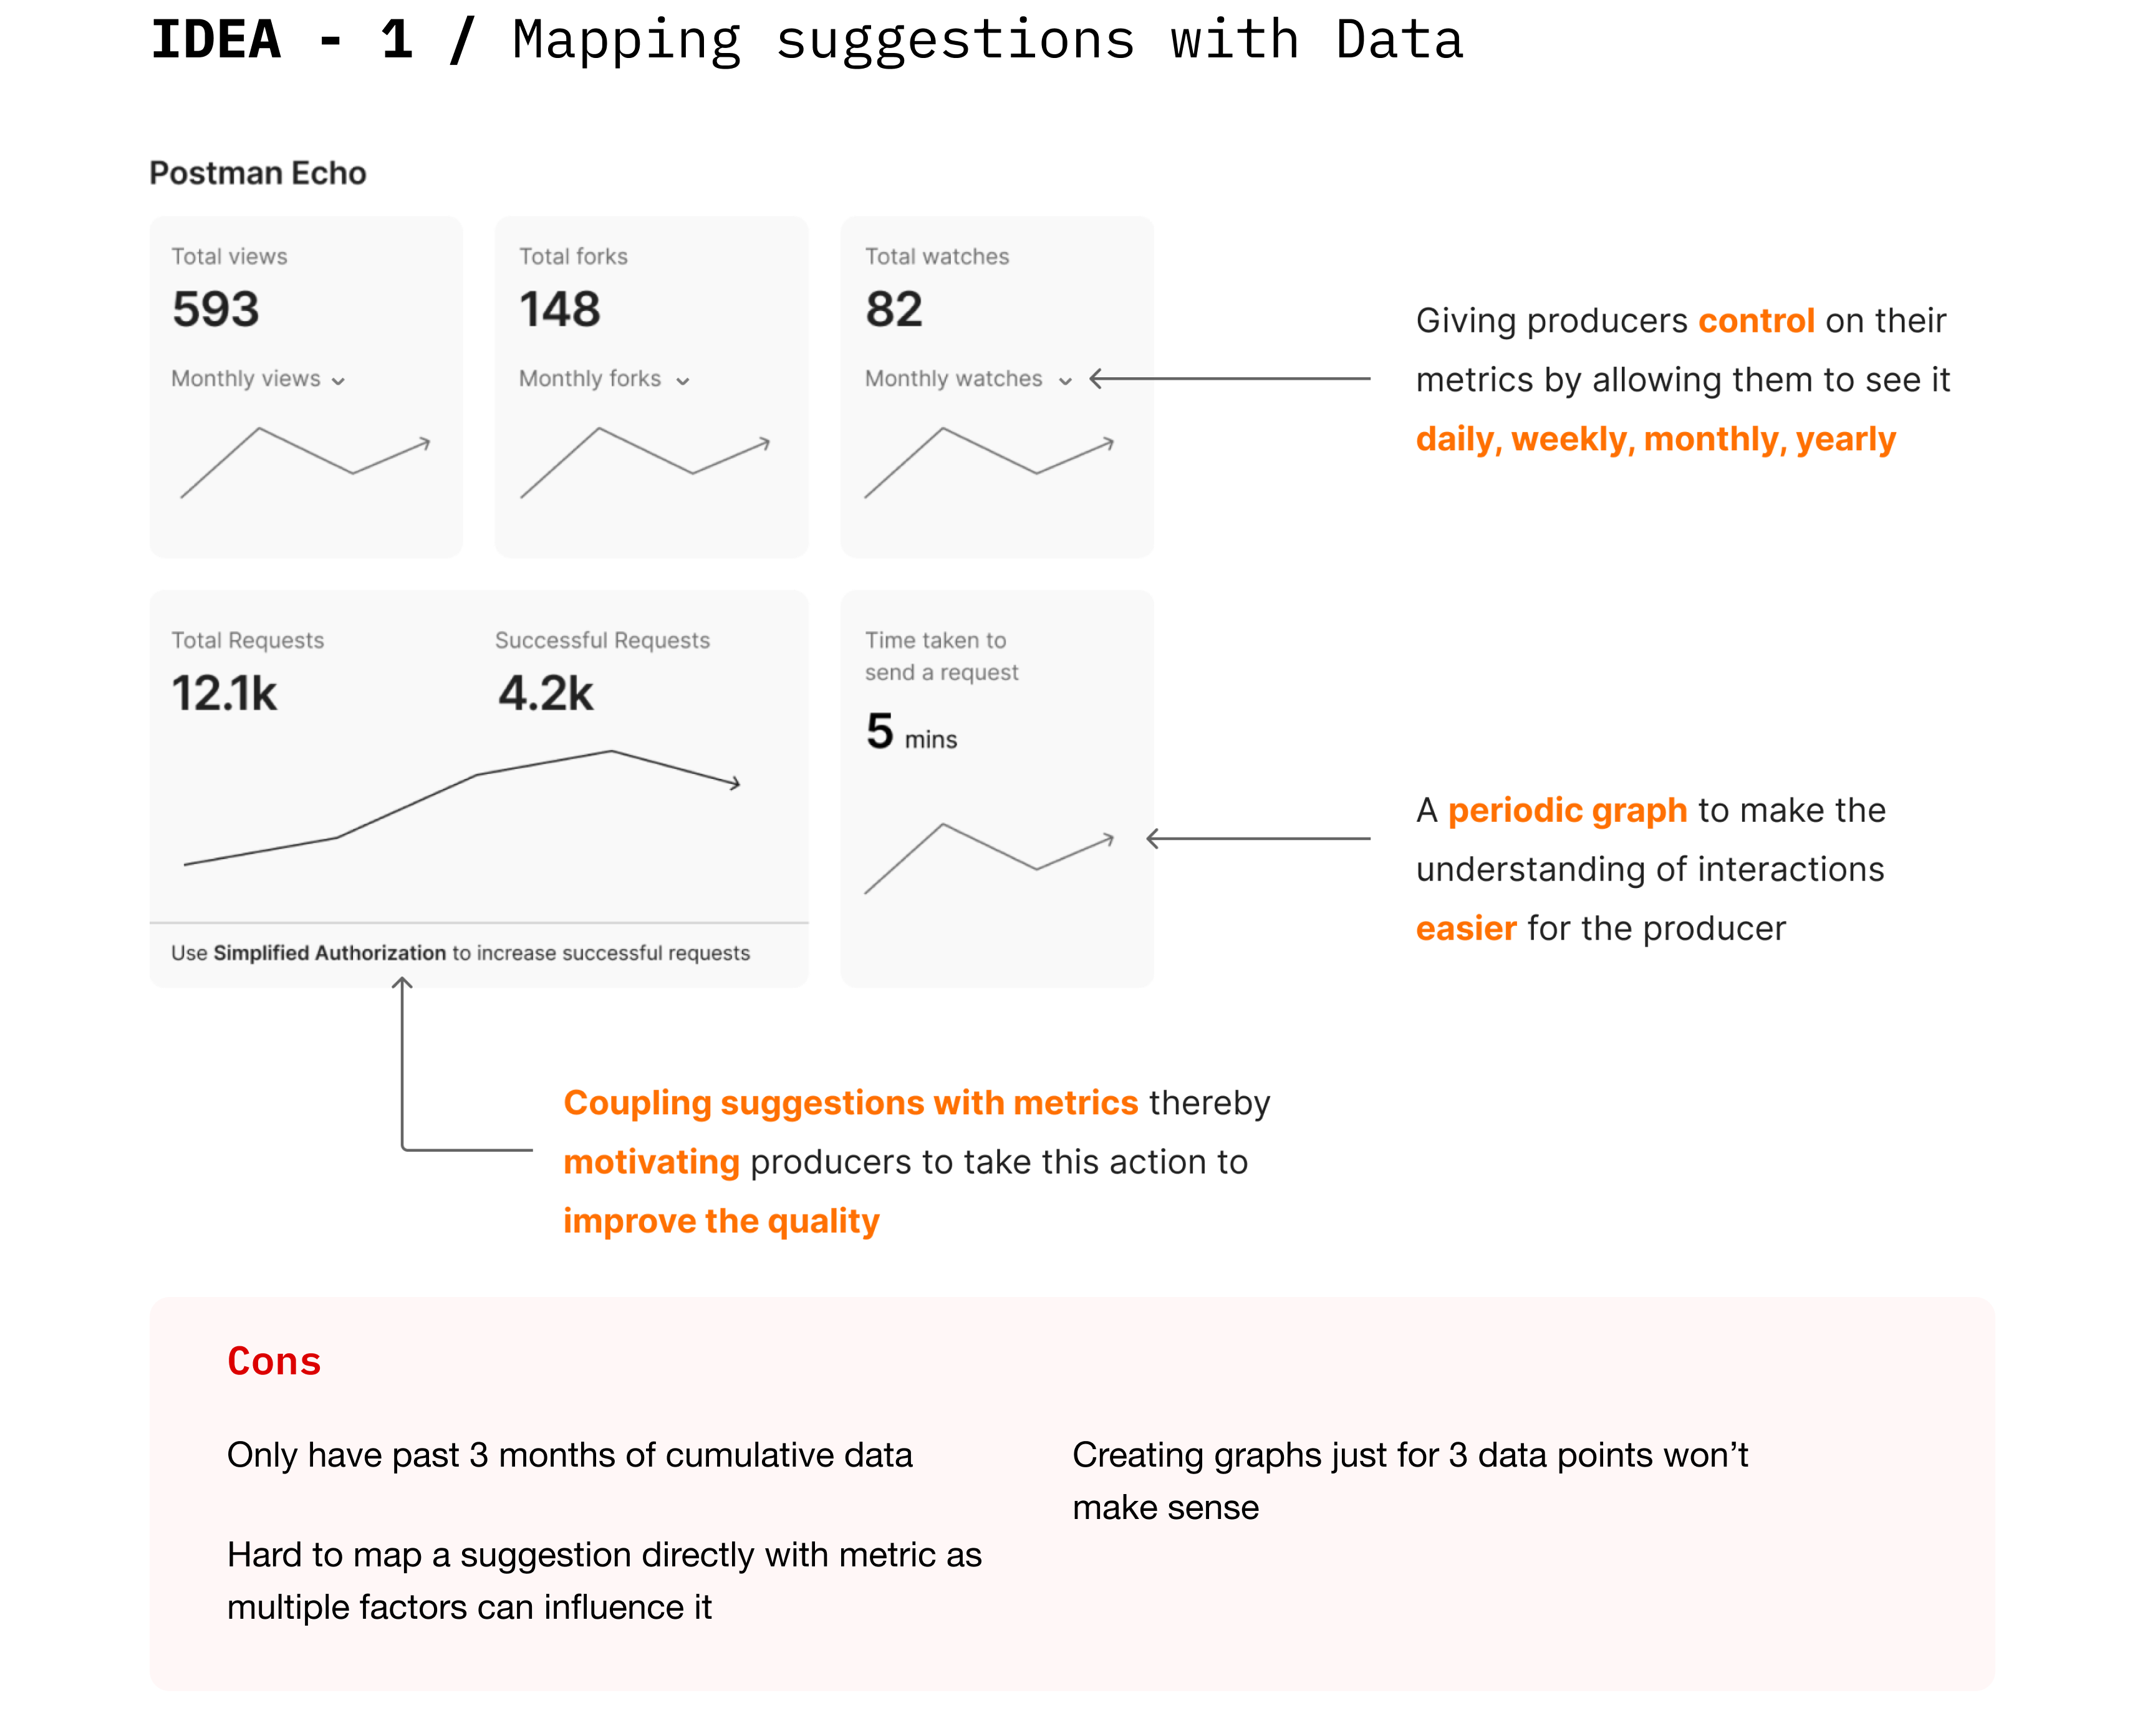 IDEA - 1 / Mapping suggestions with Data
Postman Echo
Total views
593
Monthly views
Total forks
148
Monthly forks
Total watches
82
Monthly watches
Giving producers control on their
metrics by allowing them to see it
daily, weekly, monthly, yearly
Total Requests
12.1k
Successful Requests
4.2k
Use Simplified Authorization to increase successful requests
Time taken to
send a request
5 mins
A periodic graph to make the
understanding of interactions
easier for the producer
Coupling suggestions with metrics thereby
motivating producers to take this action to
improve the quality
Cons
Only have past 3 months of cumulative data
Hard to map a suggestion directly with metric as
multiple factors can influence it
Creating graphs just for 3 data points won’t
make sense